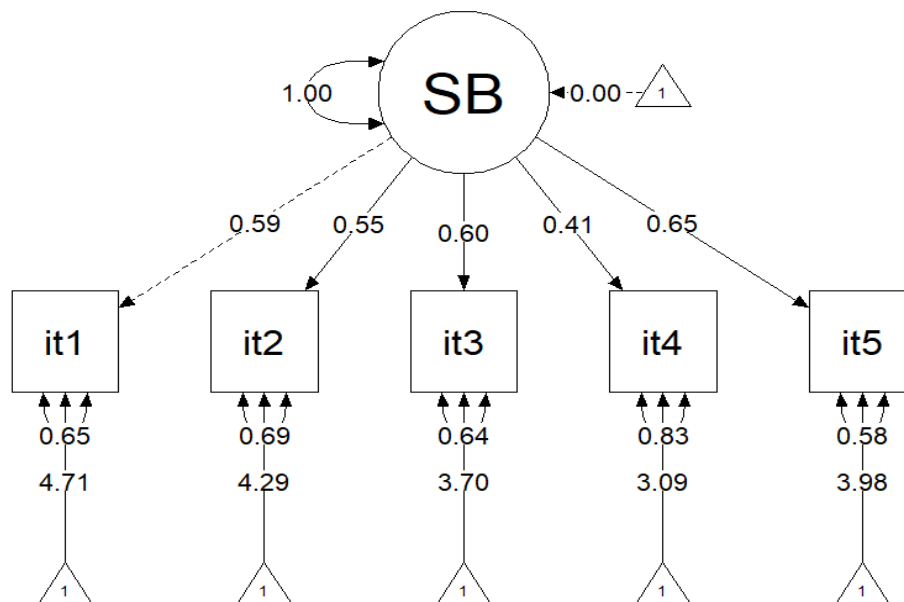 1.00 SB 0.00 1
0.59 0.55 0.60 0.41 0.65
it1 it2 it3 it4 it5
0.65 0.69 0.64 0.83 0.58
4.71 4.29 3.70 3.09 3.98
1 1 1 1 1